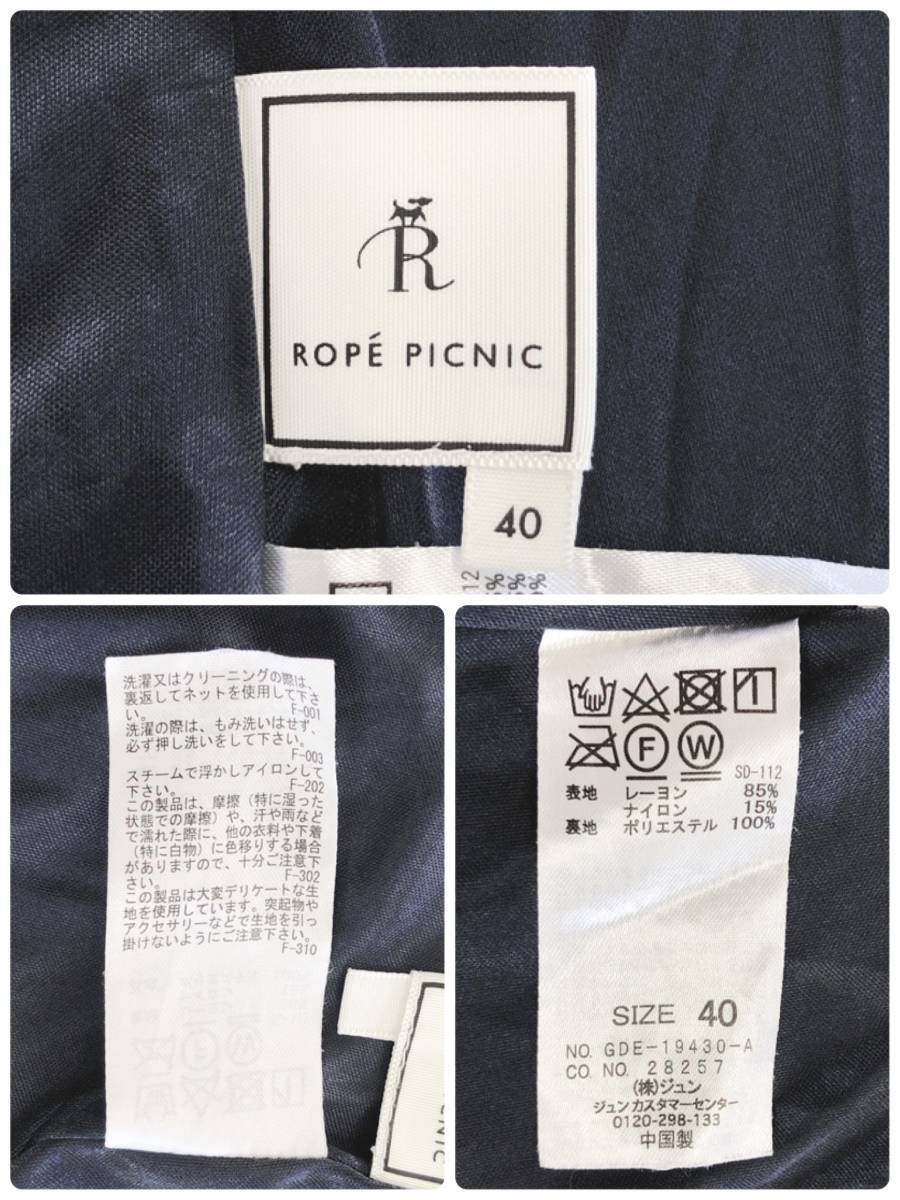 R
ROPÉ PICNIC
40
洗濯又はクリーニングの際は、
裏返してネットを使用して下さ
い。
F-001
洗濯の際は、もみ洗いはせず、
必ず押し洗いをして下さい。
F-003
スチームで浮かしアイロンして
下さい。
F-202
この製品は、摩擦（特に湿った
状態での摩擦）や、汗や雨など
で濡れた際に、他の衣料や下着
（特に白物）に色移りする場合
がありますので、十分ご注意下
さい。
F-302
この製品は大変デリケートな生
地を使用しています。突起物や
アクセサリーなどで生地を引っ
掛けないようにご注意下さい。
F-310
F W
SD-112
表地 レーヨン 85%
ナイロン 15%
裏地 ポリエステル 100%
SIZE 40
NO. GDE-19430-A
CO. NO. 28257
(株)ジュン
ジュンカスタマーセンター
0120-298-133
中国製